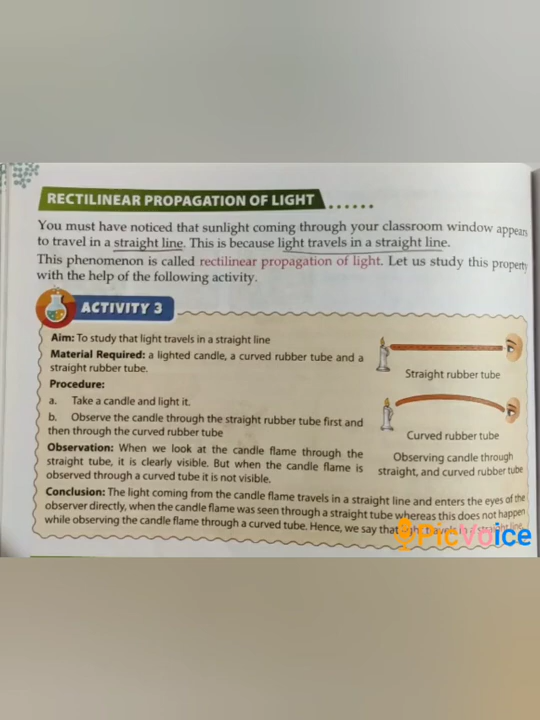 RECTILINEAR PROPAGATION OF LIGHT ......
You must have noticed that sunlight coming through your classroom window appears
to travel in a straight line. This is because light travels in a straight line.
This phenomenon is called rectilinear propagation of light. Let us study this property
with the help of the following activity.
ACTIVITY 3
Aim: To study that light travels in a straight line
Material Required: a lighted candle, a curved rubber tube and a
straight rubber tube.
Procedure:
a. Take a candle and light it.
b. Observe the candle through the straight rubber tube first and
then through the curved rubber tube
Observation: When we look at the candle flame through the
straight tube, it is clearly visible. But when the candle flame is
observed through a curved tube it is not visible.
Straight rubber tube
Curved rubber tube
Observing candle through
straight, and curved rubber tube
Conclusion: The light coming from the candle flame travels in a straight line and enters the eyes of the
observer directly, when the candle flame was seen through a straight tube whereas this does not happen
while observing the candle flame through a curved tube. Hence, we say that light travels in a straight line.
PicVoice